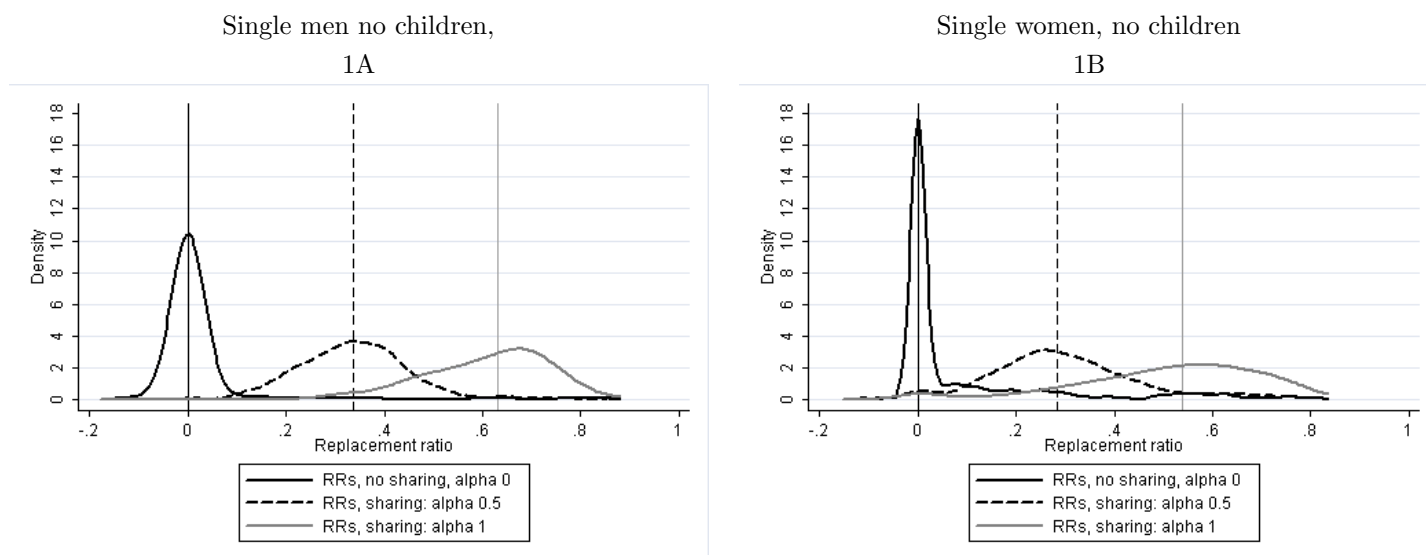 Single men no children,
1A
18
16
14
12
10
8
6
4
2
0
Density
-.2 0 .2 .4 .6 .8 1
Replacement ratio
RRs, no sharing, alpha 0
RRs, sharing: alpha 0.5
RRs, sharing: alpha 1
Single women, no children
1B
18
16
14
12
10
8
6
4
2
0
Density
-.2 0 .2 .4 .6 .8 1
Replacement ratio
RRs, no sharing, alpha 0
RRs, sharing: alpha 0.5
RRs, sharing: alpha 1